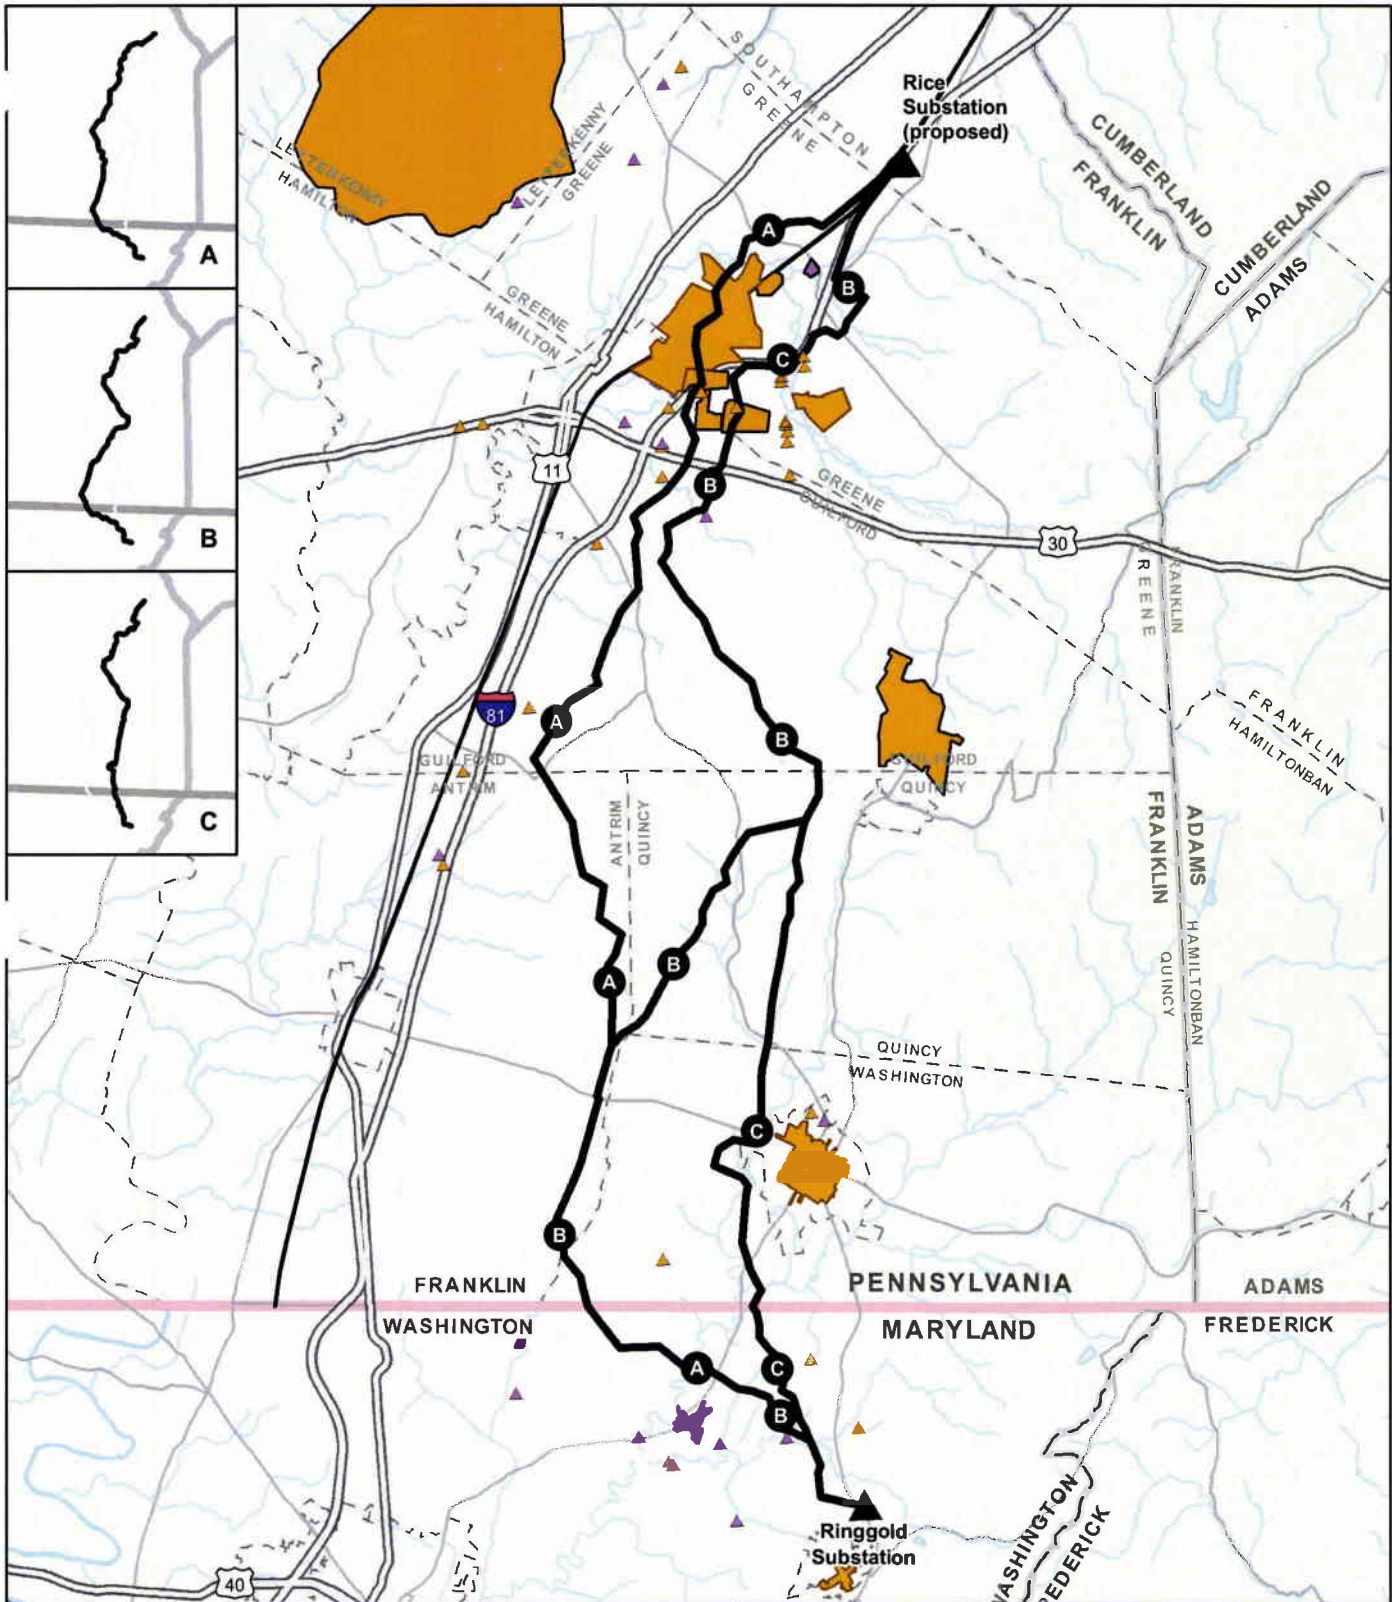 A
B
C
SOUTHAMPTON
GREENE
Rice
Substation
(proposed)
CUMBERLAND
FRANKLIN
CUMBERLAND
ADAMS
LETTERKENNY
GREENE
LETTERKENNY
HAMILTON
A
B
GREENE
HAMILTON
C
11
B
GREENE
GUILFORD
30
FRANKLIN
GREENE
81
A
B
FRANKLIN
HAMILTONBAN
GUILFORD
ANTRIM
GUILFORD
QUINCY
ANTRIM
QUINCY
ADAMS
FRANKLIN
HAMILTONBAN
QUINCY
A
B
QUINCY
WASHINGTON
C
B
FRANKLIN
PENNSYLVANIA
ADAMS
WASHINGTON
MARYLAND
FREDERICK
A
C
B
Ringgold
Substation
WASHINGTON
40